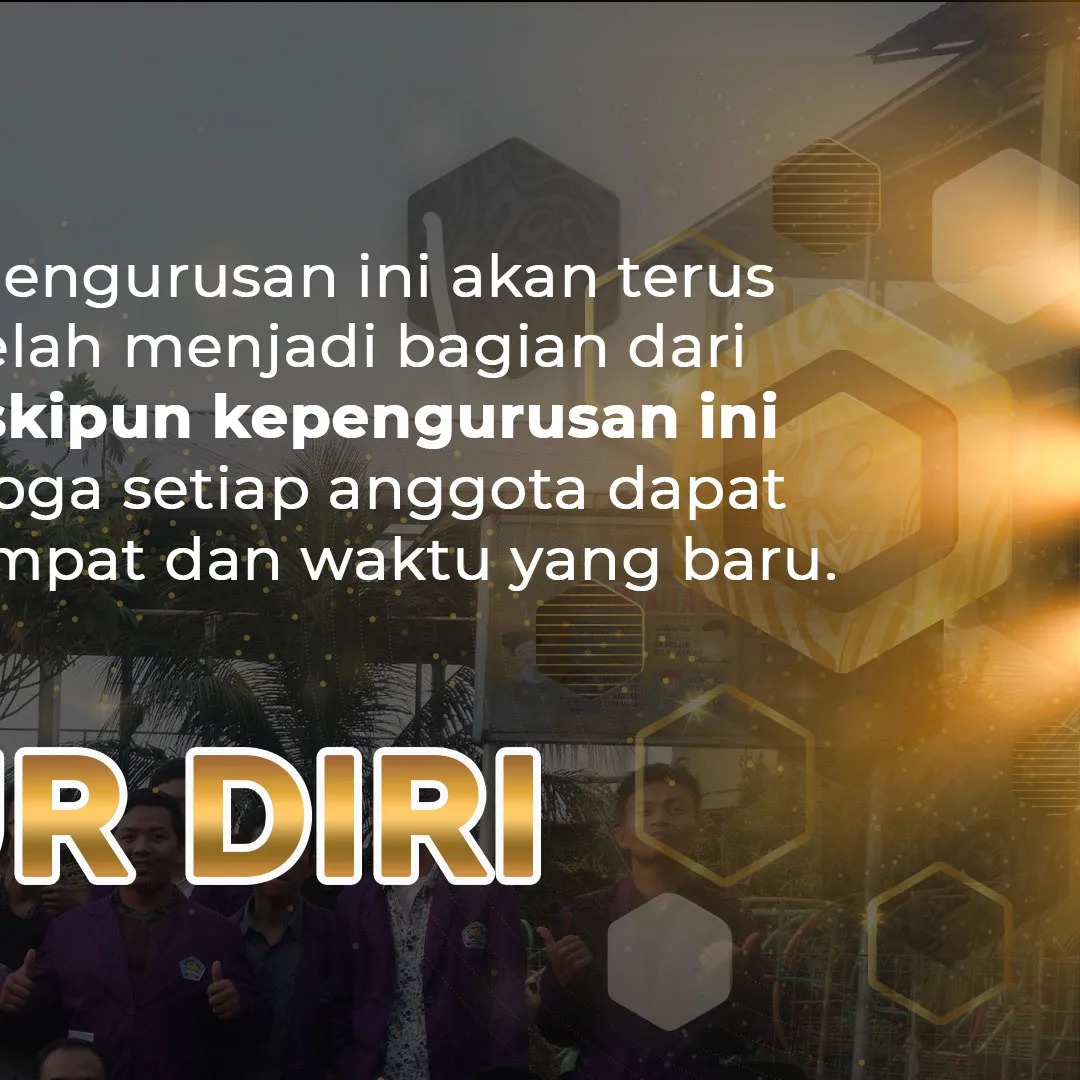 engurusan ini akan terus
elah menjadi bagian dari
skipun kepengurusan ini
oga setiap anggota dapat
mpat dan waktu yang baru.
UR DIRI